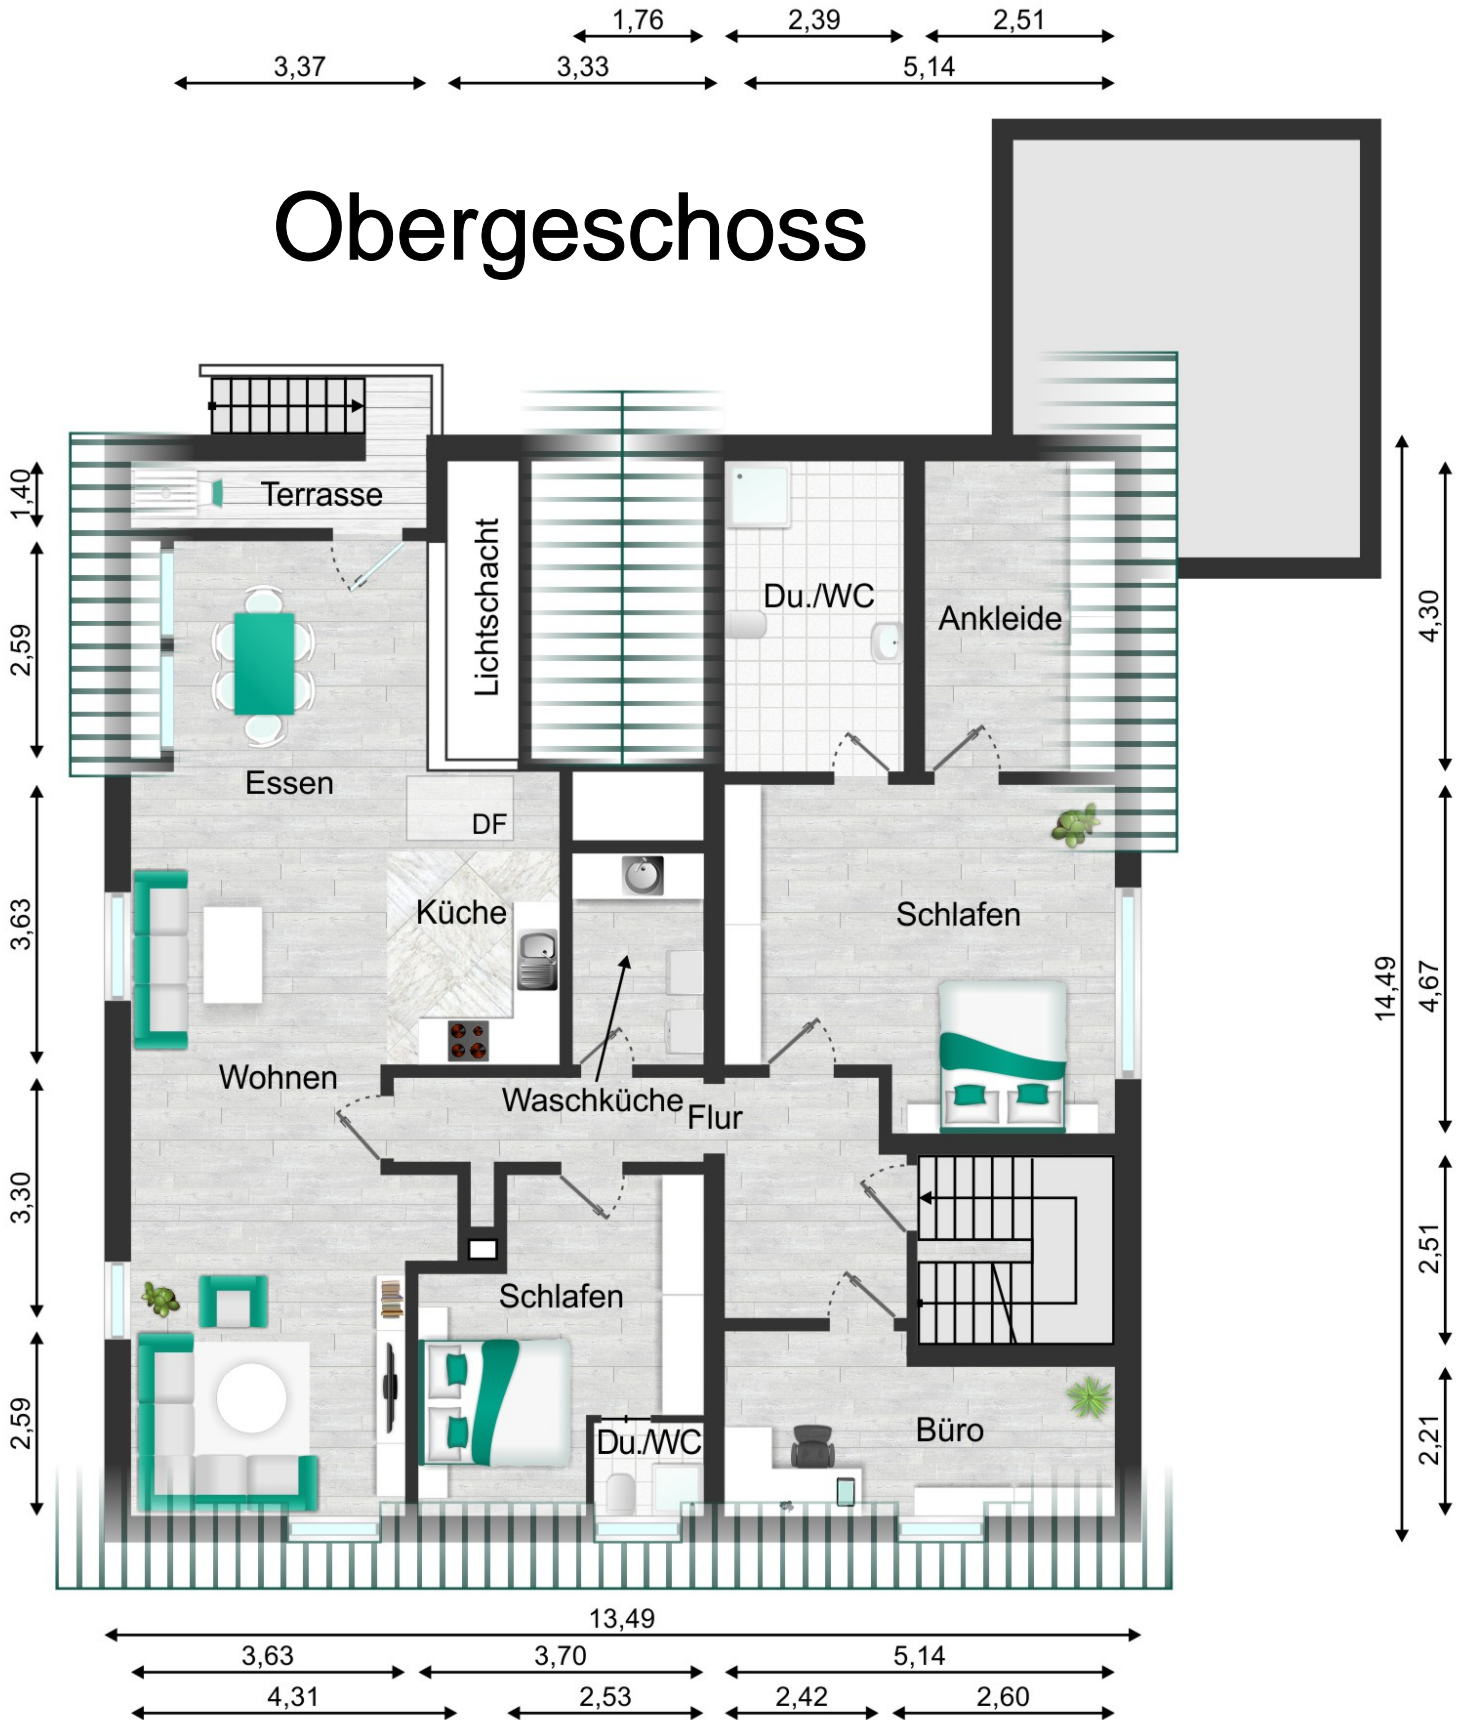 1,76
2,39
2,51
3,37
3,33
5,14
Obergeschoss
1,40
Terrasse
Lichtschacht
2,59
Du./WC
Ankleide
4,30
Essen
DF
3,63
Küche
Schlafen
14,49
4,67
Wohnen
Waschküche
Flur
3,30
2,51
Schlafen
2,59
Du./WC
Büro
2,21
13,49
3,63
3,70
5,14
4,31
2,53
2,42
2,60